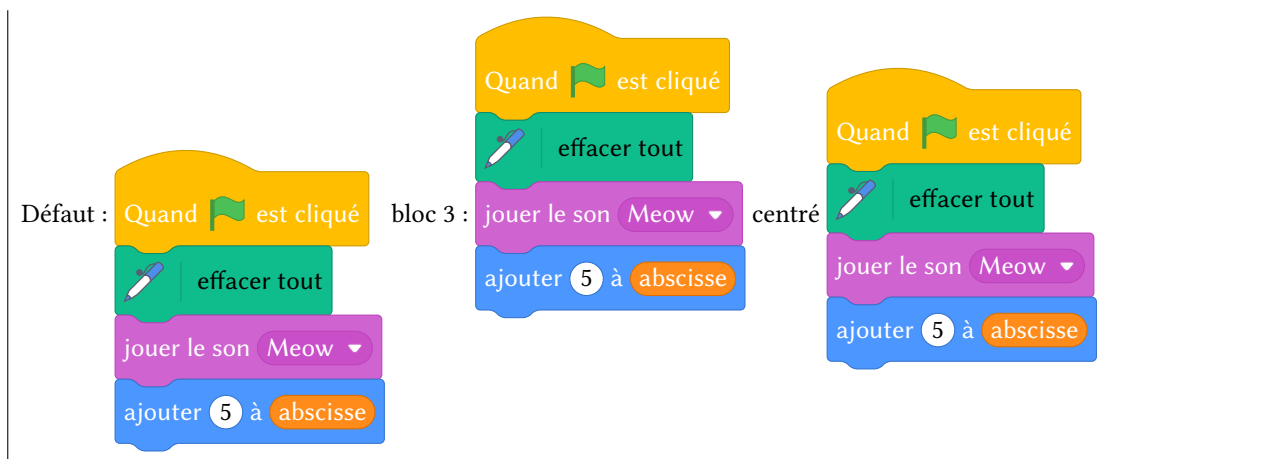 Défaut :
Quand est cliqué
effacer tout
jouer le son Meow
ajouter 5 à abscisse
bloc 3 :
Quand est cliqué
effacer tout
jouer le son Meow
ajouter 5 à abscisse
centré
Quand est cliqué
effacer tout
jouer le son Meow
ajouter 5 à abscisse